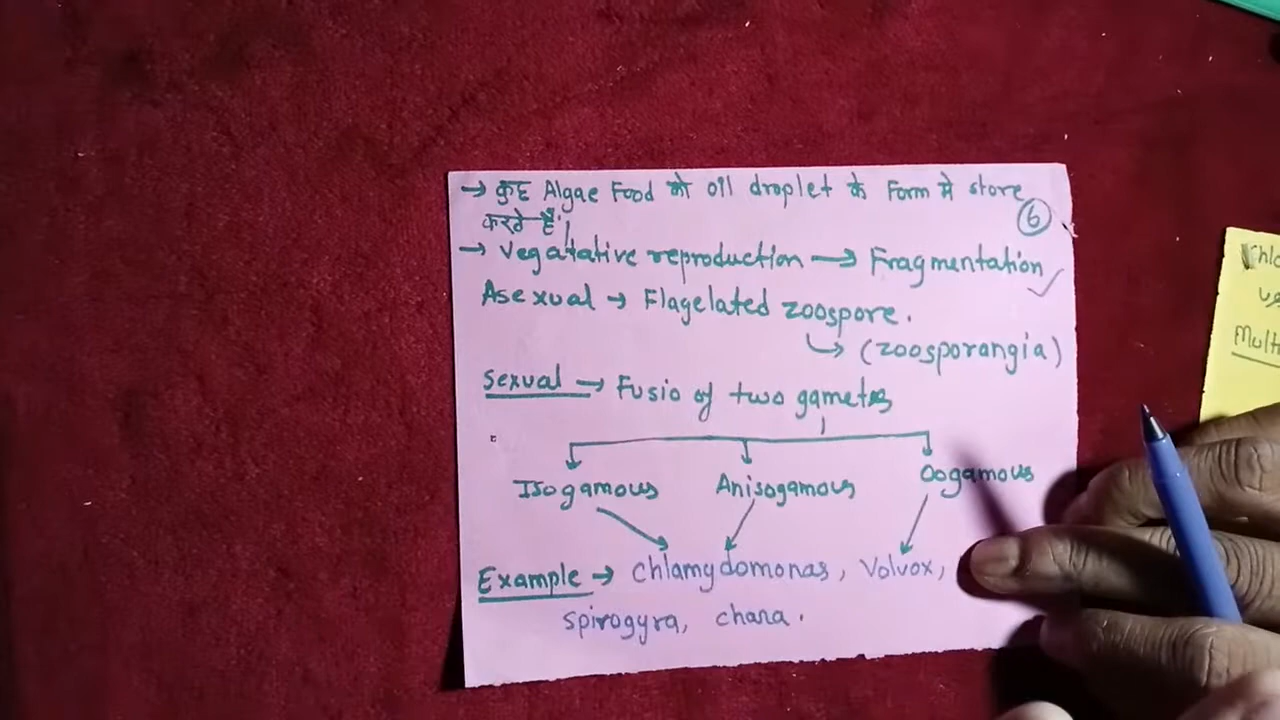 → कुछ Algae Food को oil droplet के Form मे store
करते हैं।
⑥
→ Vegatative reproduction → Fragmentation ✓
Asexual → Flagelated zoospore.
↳ (zoosporangia)
Sexual → Fusio of two gametes
Isogamous Anisogamous Oogamous
Example → Chlamydomonas, Volvox,
spirogyra, chara.
Mult